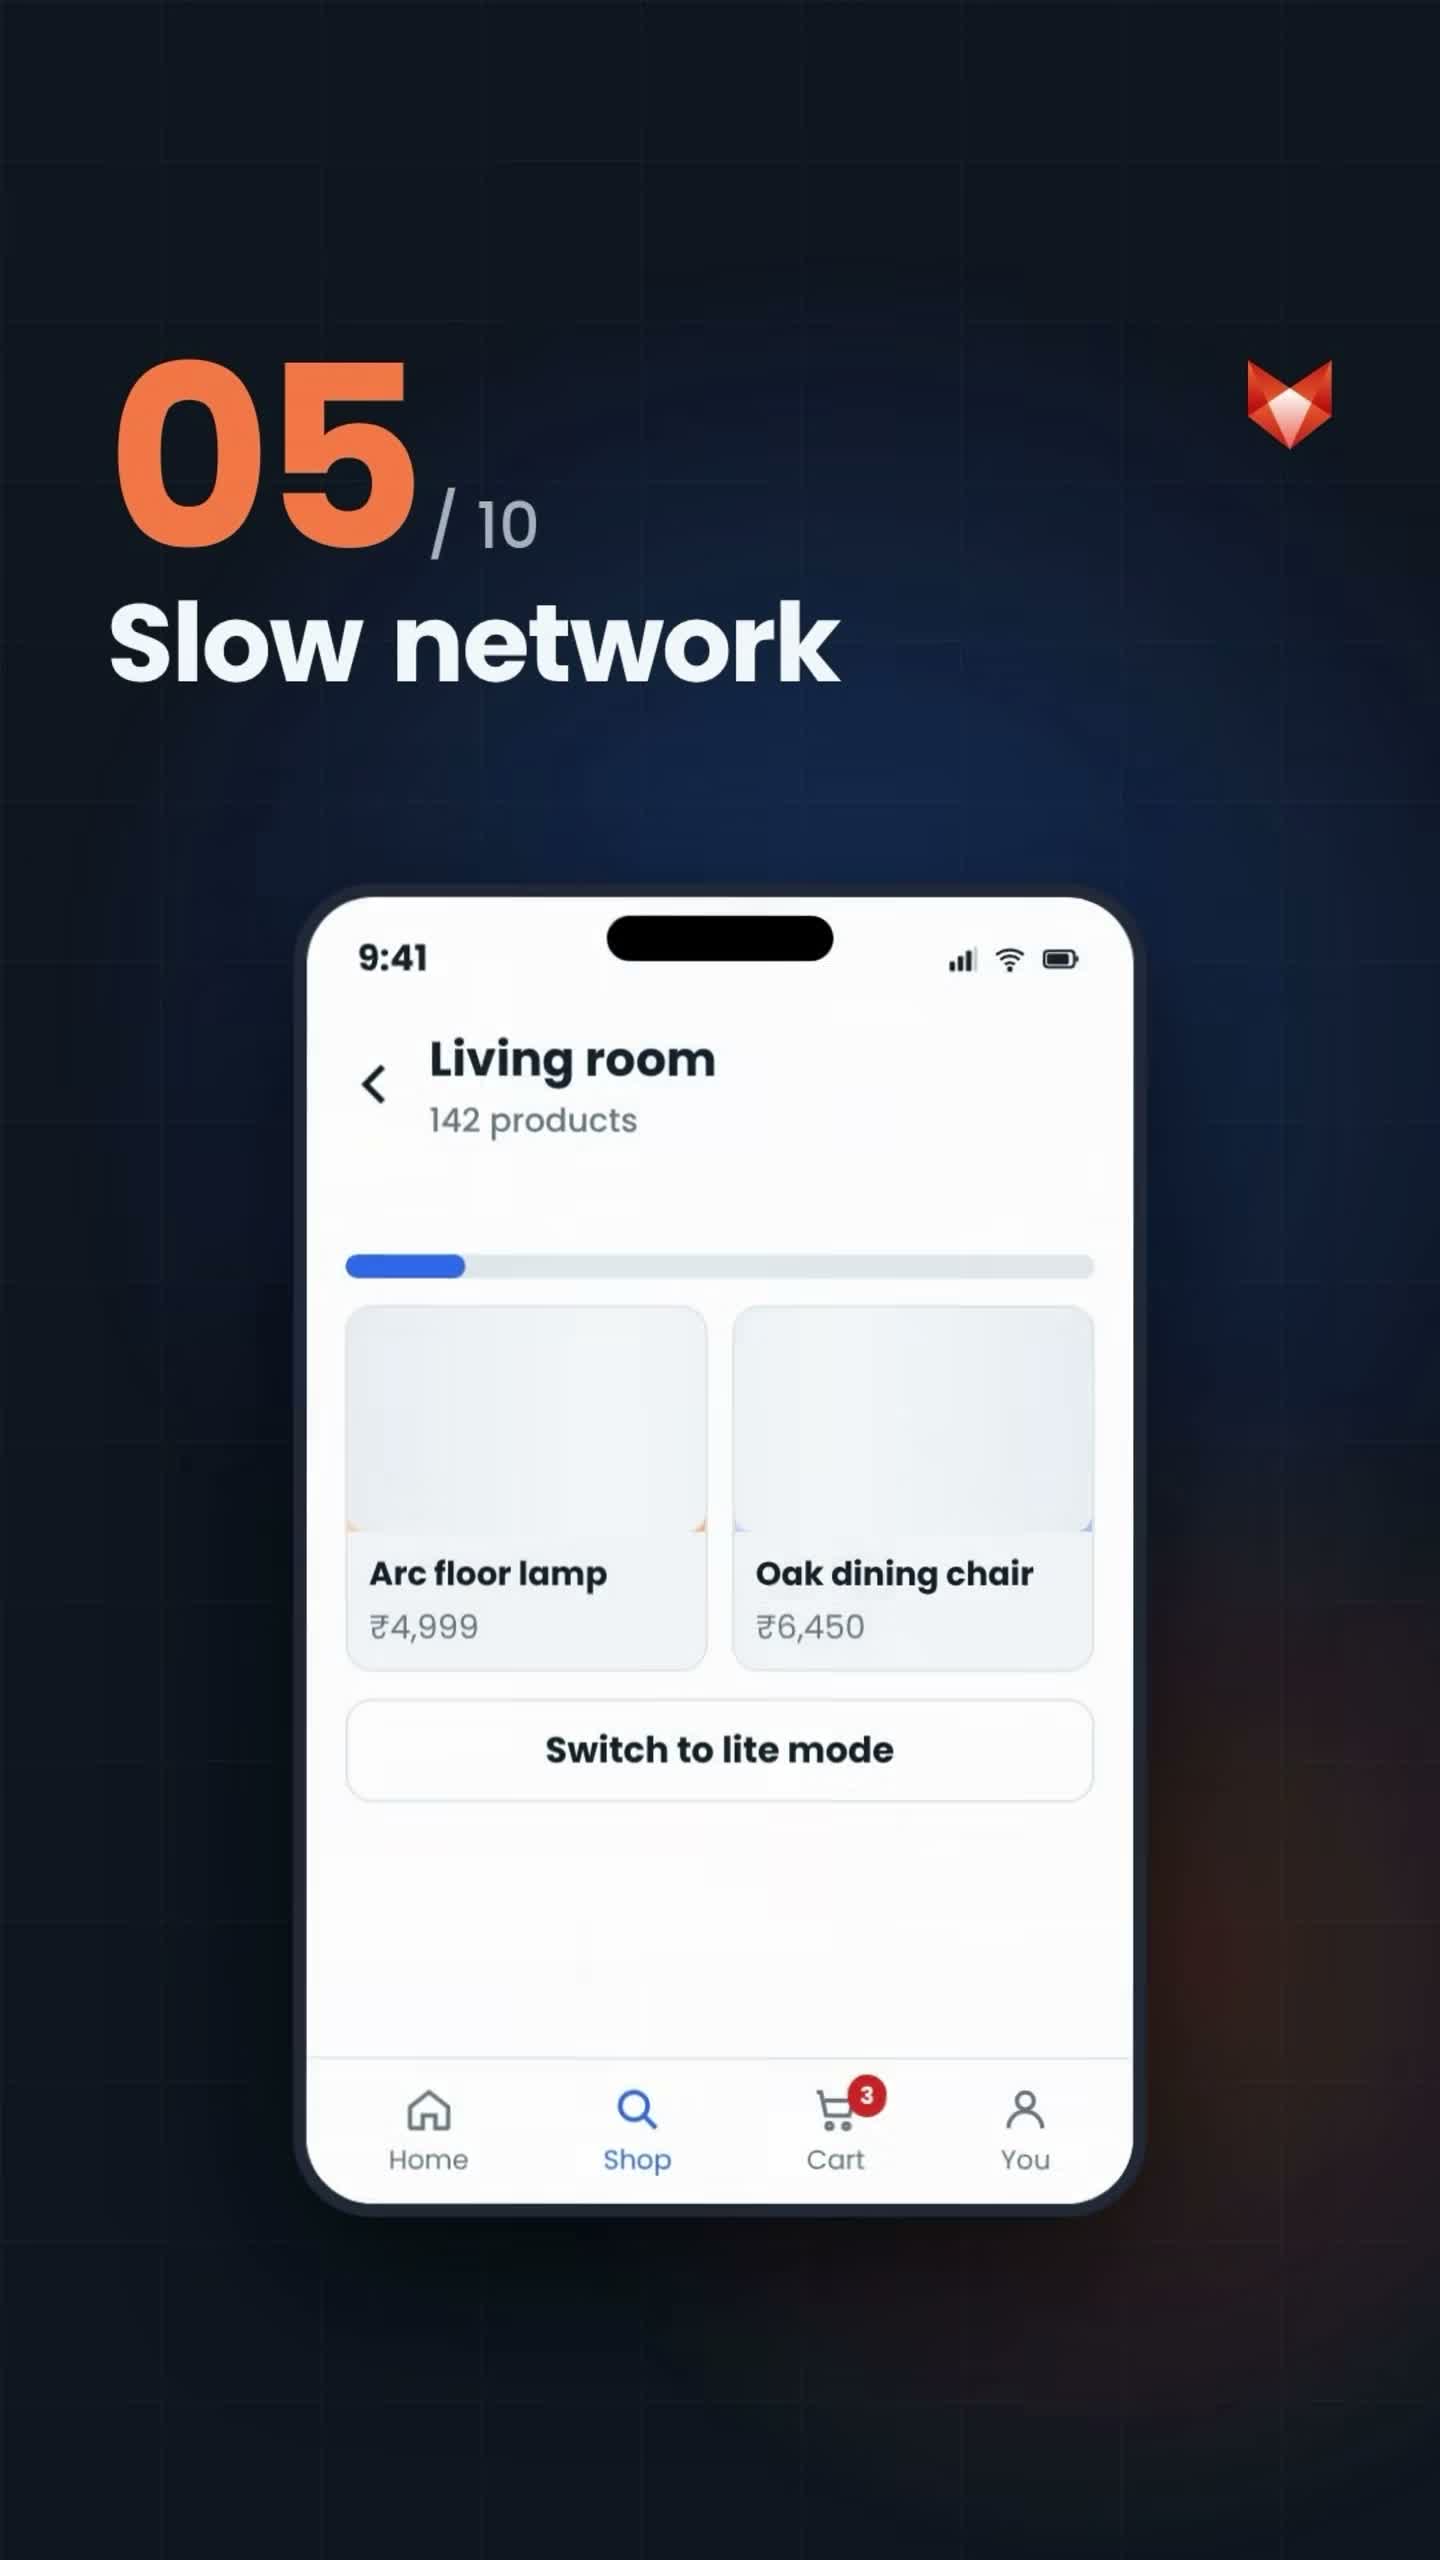 05 / 10
Slow network
9:41
Living room
142 products
Arc floor lamp
₹4,999
Oak dining chair
₹6,450
Switch to lite mode
3
Home
Shop
Cart
You